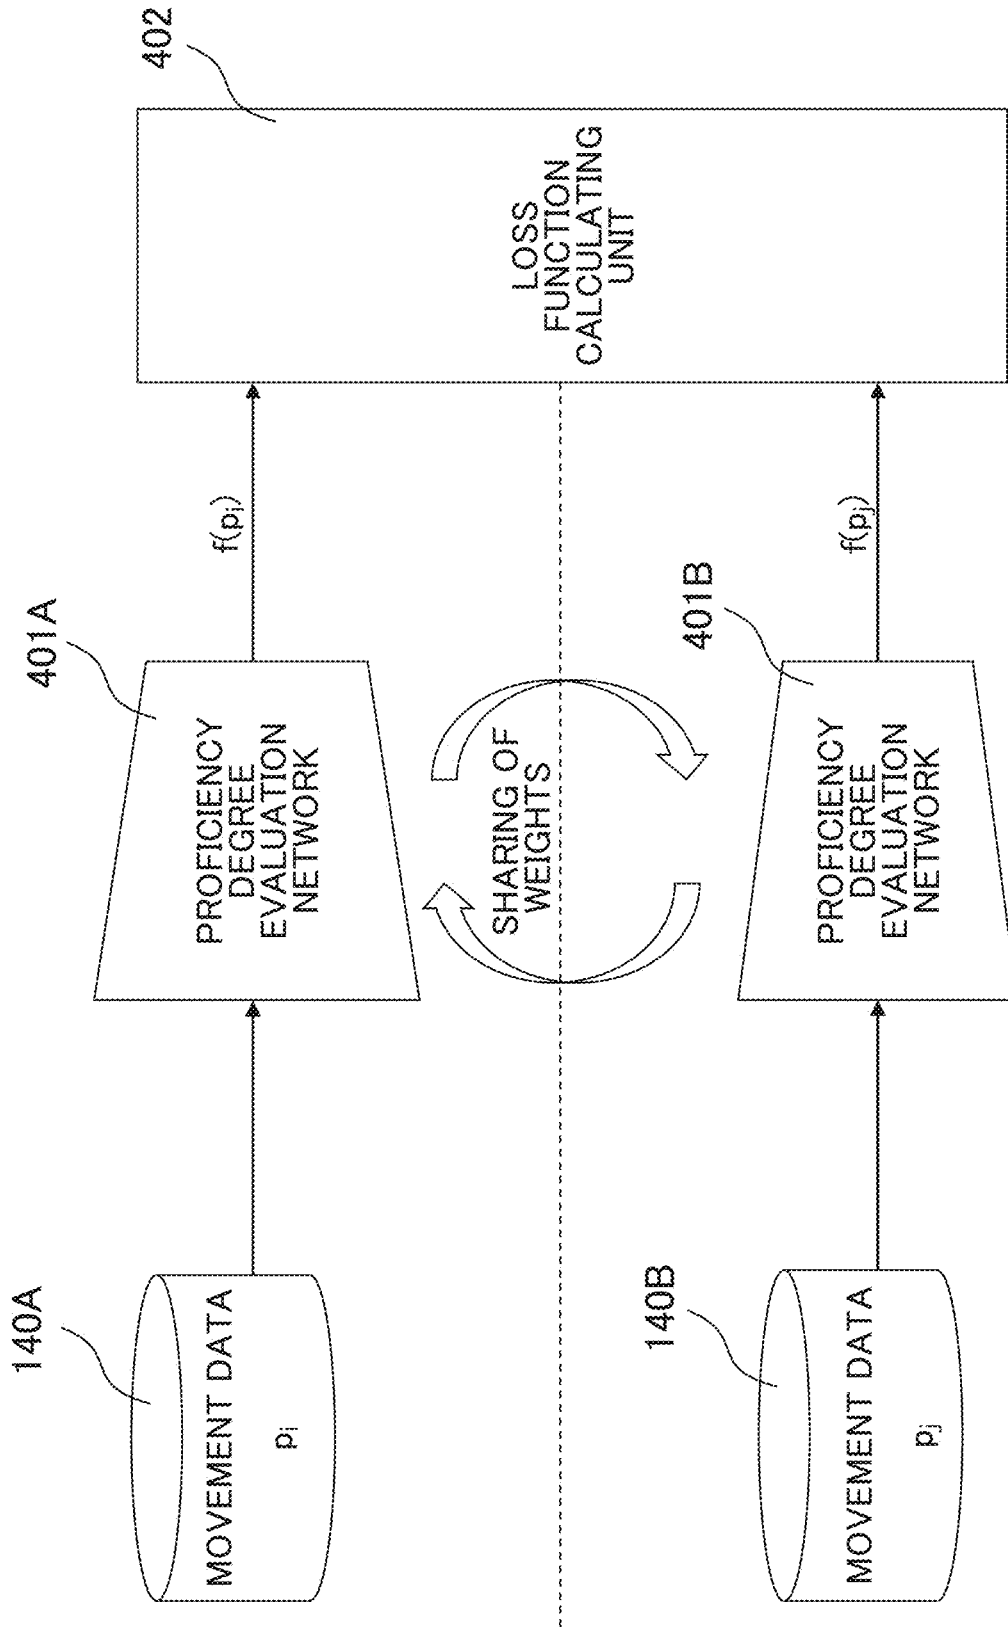 140A
MOVEMENT DATA
pi
401A
PROFICIENCY
DEGREE
EVALUATION
NETWORK
f(pi)
402
LOSS
FUNCTION
CALCULATING
UNIT
SHARING OF
WEIGHTS
140B
MOVEMENT DATA
pj
401B
PROFICIENCY
DEGREE
EVALUATION
NETWORK
f(pj)